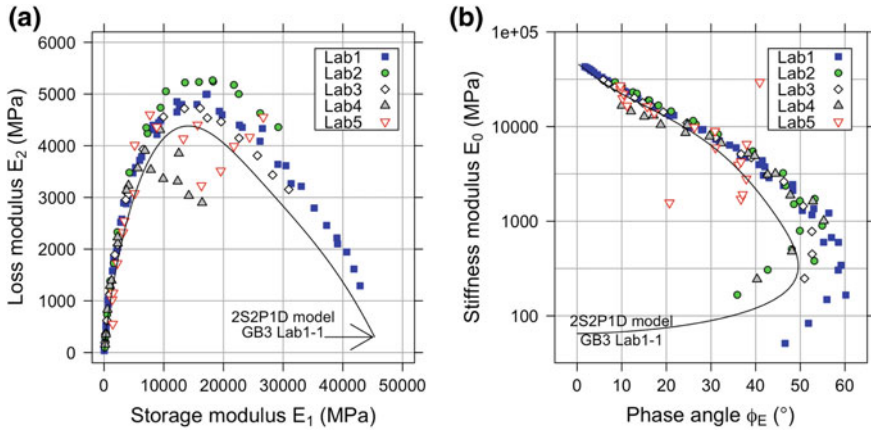 (a)
Loss modulus E2 (MPa)
6000
5000
4000
3000
2000
1000
0
Lab1
Lab2
Lab3
Lab4
Lab5
2S2P1D model
GB3 Lab1-1
0 10000 20000 30000 40000 50000
Storage modulus E1 (MPa)
(b)
Stiffness modulus E0 (MPa)
1e+05
10000
1000
100
Lab1
Lab2
Lab3
Lab4
Lab5
2S2P1D model
GB3 Lab1-1
0 10 20 30 40 50 60
Phase angle ϕE (°)